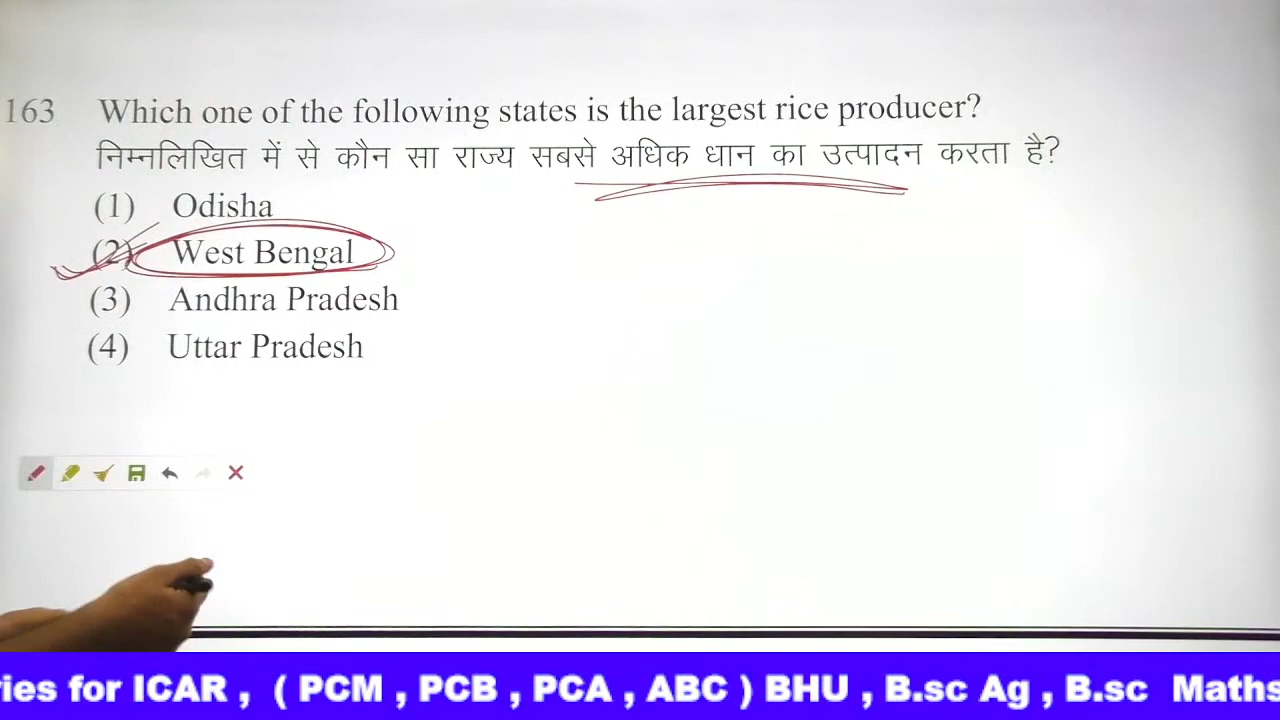 163 Which one of the following states is the largest rice producer?
निम्नलिखित में से कौन सा राज्य सबसे अधिक धान का उत्पादन करता है?
(1) Odisha
(2) West Bengal
(3) Andhra Pradesh
(4) Uttar Pradesh
ries for ICAR , ( PCM , PCB , PCA , ABC ) BHU , B.sc Ag , B.sc Maths